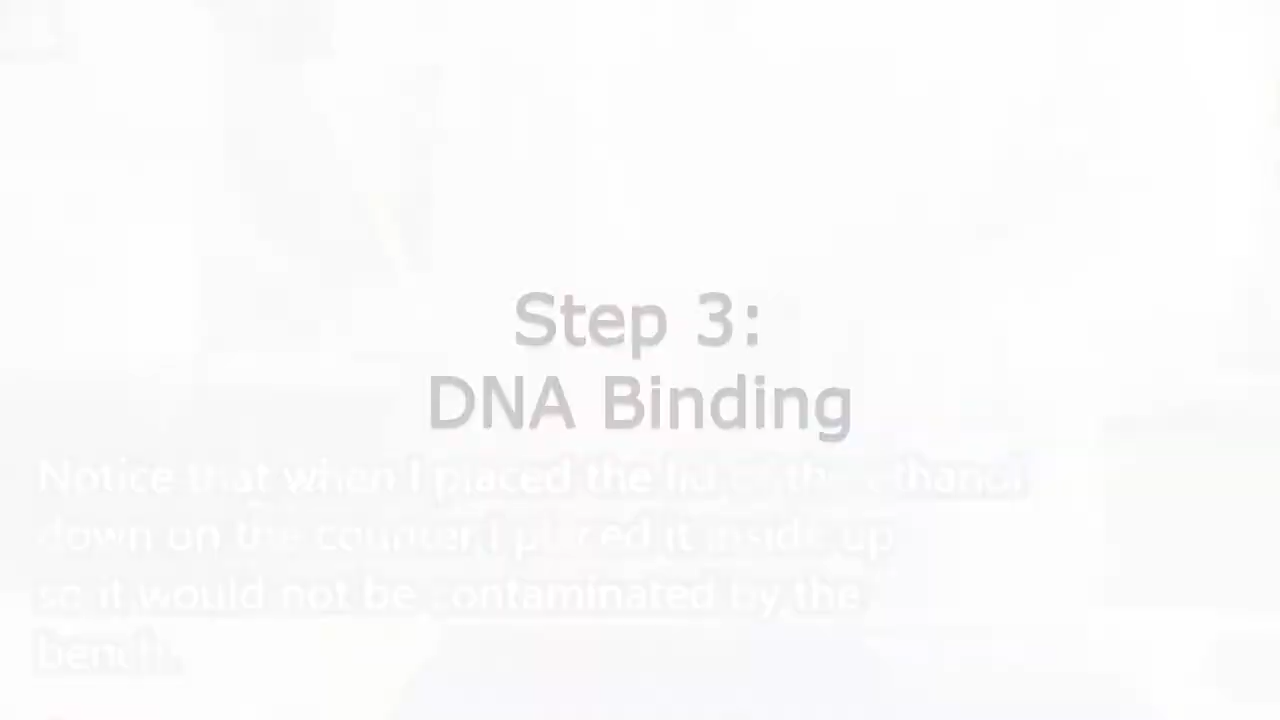 Step 3:
DNA Binding
Notice that when I placed the lid of the ethanol
down on the counter I placed it inside up
so it would not be contaminated by the
bench.